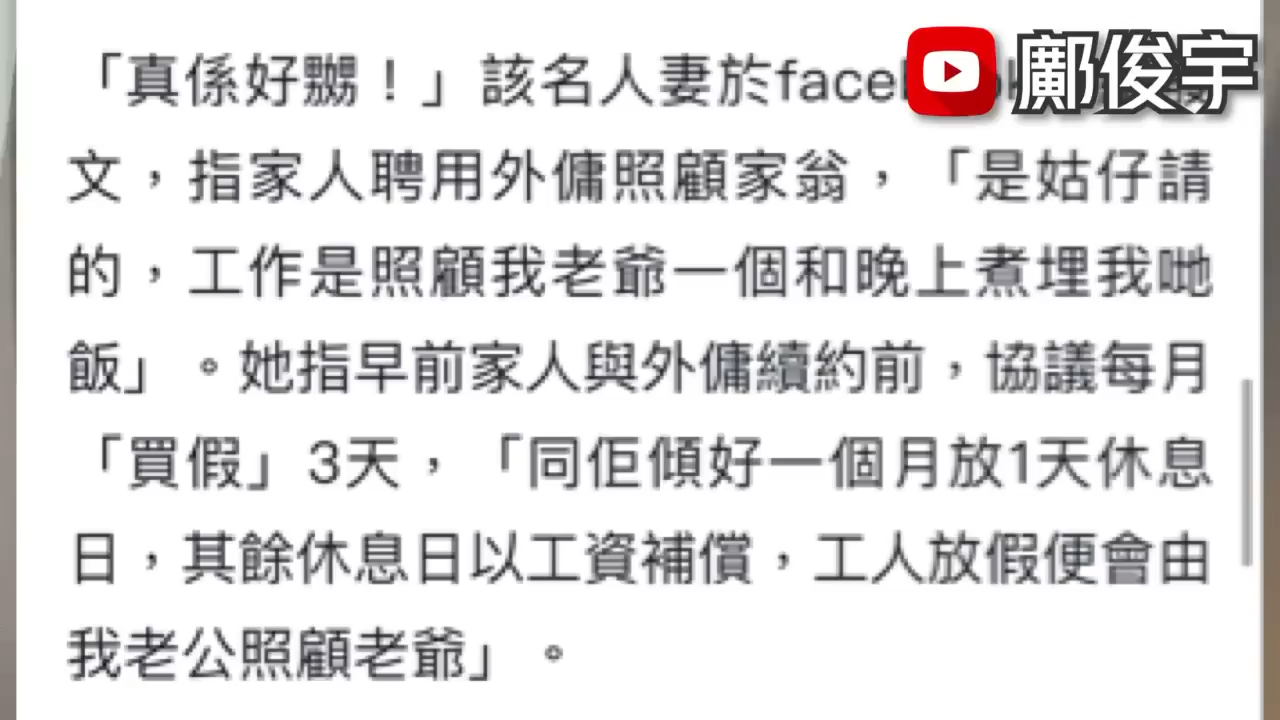 鄺俊宇
「真係好嬲！」該名人妻於faceb
文，指家人聘用外傭照顧家翁，「是姑仔請
的，工作是照顧我老爺一個和晚上煮埋我哋
飯」。她指早前家人與外傭續約前，協議每月
「買假」3天，「同佢傾好一個月放1天休息
日，其餘休息日以工資補償，工人放假便會由
我老公照顧老爺」。